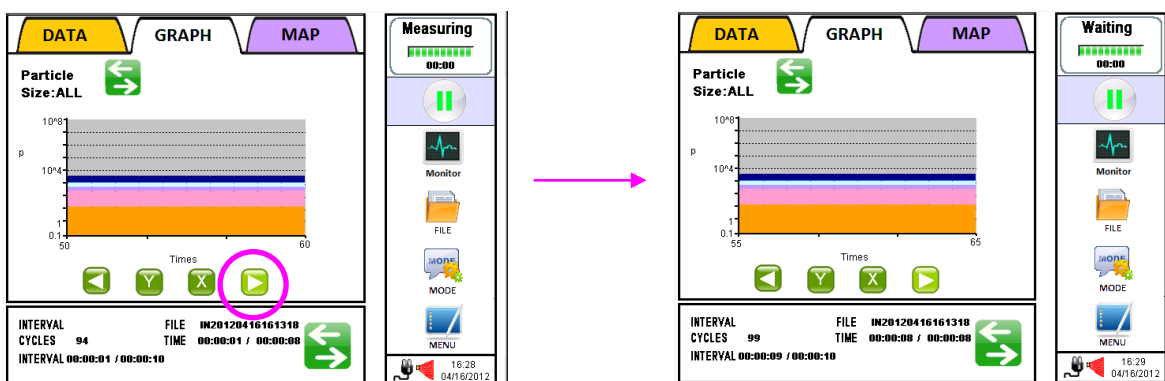 DATA GRAPH MAP
Particle
Size:ALL
10^8
p
10^4
1
0.1
50 60
Times
Y X
INTERVAL FILE IN20120416161318
CYCLES 94 TIME 00:00:01 / 00:00:08
INTERVAL 00:00:01 / 00:00:10
Measuring
00:00
Monitor
FILE
MODE
MODE
MENU
16:28
04/16/2012
DATA GRAPH MAP
Particle
Size:ALL
10^8
p
10^4
1
0.1
55 65
Times
Y X
INTERVAL FILE IN20120416161318
CYCLES 99 TIME 00:00:08 / 00:00:08
INTERVAL 00:00:09 / 00:00:10
Waiting
00:00
Monitor
FILE
MODE
MODE
MENU
16:29
04/16/2012